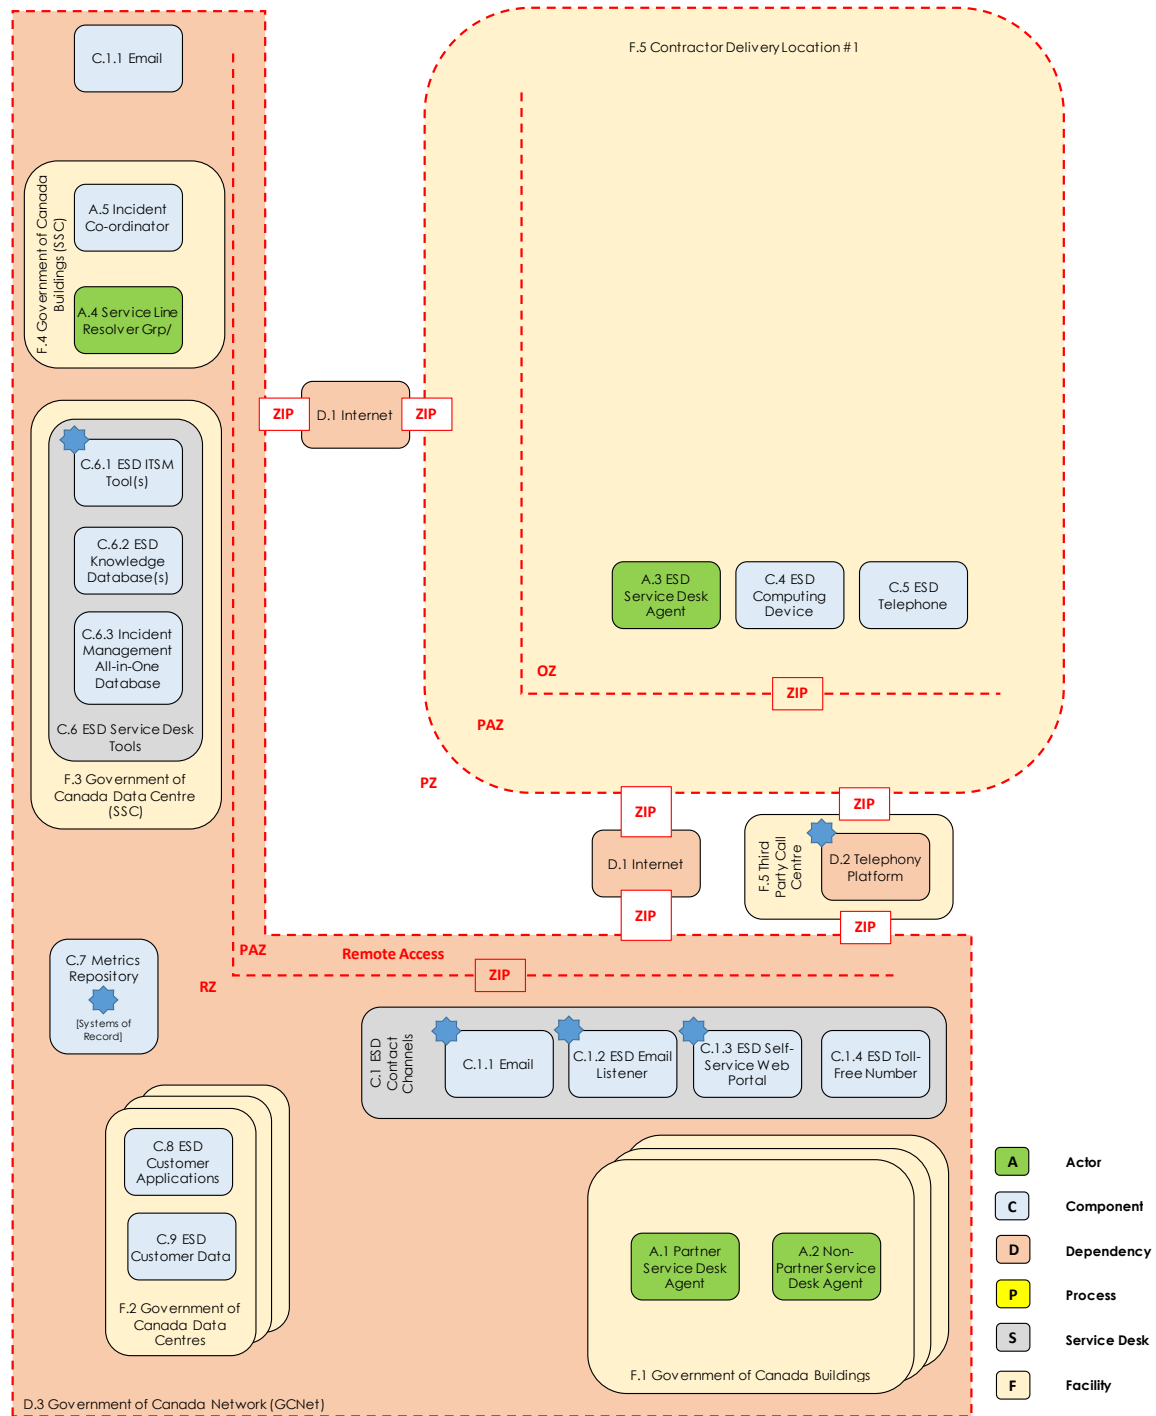 C.1.1 Email
F.4 Government of Canada
Buildings (SSC)
A.5 Incident
Co-ordinator
A.4 Service Line
Resolver Grp/
F.5 Contractor Delivery Location #1
ZIP
D.1 Internet
ZIP
C.6.1 ESD ITSM
Tool(s)
C.6.2 ESD
Knowledge
Database(s)
C.6.3 Incident
Management
All-in-One
Database
C.6 ESD Service Desk
Tools
F.3 Government of
Canada Data Centre
(SSC)
A.3 ESD
Service Desk
Agent
C.4 ESD
Computing
Device
C.5 ESD
Telephone
OZ
ZIP
PAZ
PZ
ZIP
ZIP
D.1 Internet
F.5 Third
Party Call
Centre
D.2 Telephony
Platform
ZIP
ZIP
PAZ
Remote Access
ZIP
RZ
C.7 Metrics
Repository
[Systems of
Record]
C.1 ESD
Contact
Channels
C.1.1 Email
C.1.2 ESD Email
Listener
C.1.3 ESD Self-
Service Web
Portal
C.1.4 ESD Toll-
Free Number
C.8 ESD
Customer
Applications
C.9 ESD
Customer Data
F.2 Government of
Canada Data
Centres
A.1 Partner
Service Desk
Agent
A.2 Non-
Partner Service
Desk Agent
F.1 Government of Canada Buildings
D.3 Government of Canada Network (GCNet)
A Actor
C Component
D Dependency
P Process
S Service Desk
F Facility